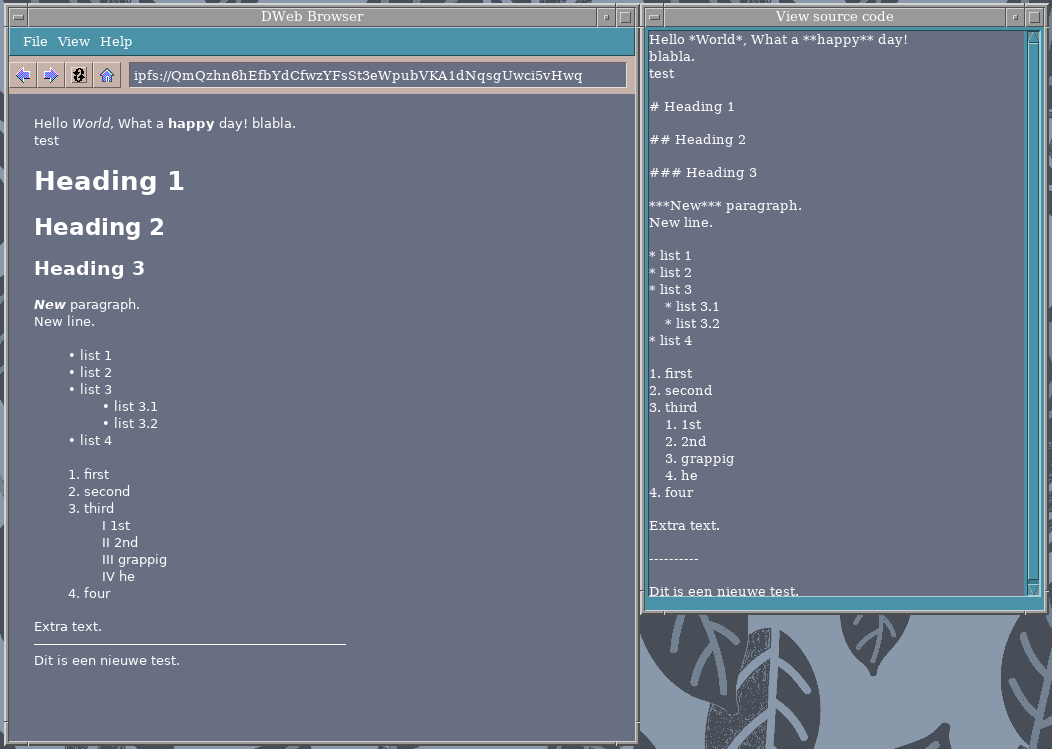 DWeb Browser
File View Help
ipfs://QmQzhn6hEfbYdCfwzYFsSt3eWpubVKA1dNqsgUwci5vHwq
Hello World, What a happy day! blabla.
test
Heading 1
Heading 2
Heading 3
New paragraph.
New line.
• list 1
• list 2
• list 3
• list 3.1
• list 3.2
• list 4
1. first
2. second
3. third
I 1st
II 2nd
III grappig
IV he
4. four
Extra text.
Dit is een nieuwe test.
View source code
Hello *World*, What a **happy** day!
blabla.
test
# Heading 1
## Heading 2
### Heading 3
***New*** paragraph.
New line.
* list 1
* list 2
* list 3
* list 3.1
* list 3.2
* list 4
1. first
2. second
3. third
1. 1st
2. 2nd
3. grappig
4. he
4. four
Extra text.
----------
Dit is een nieuwe test.